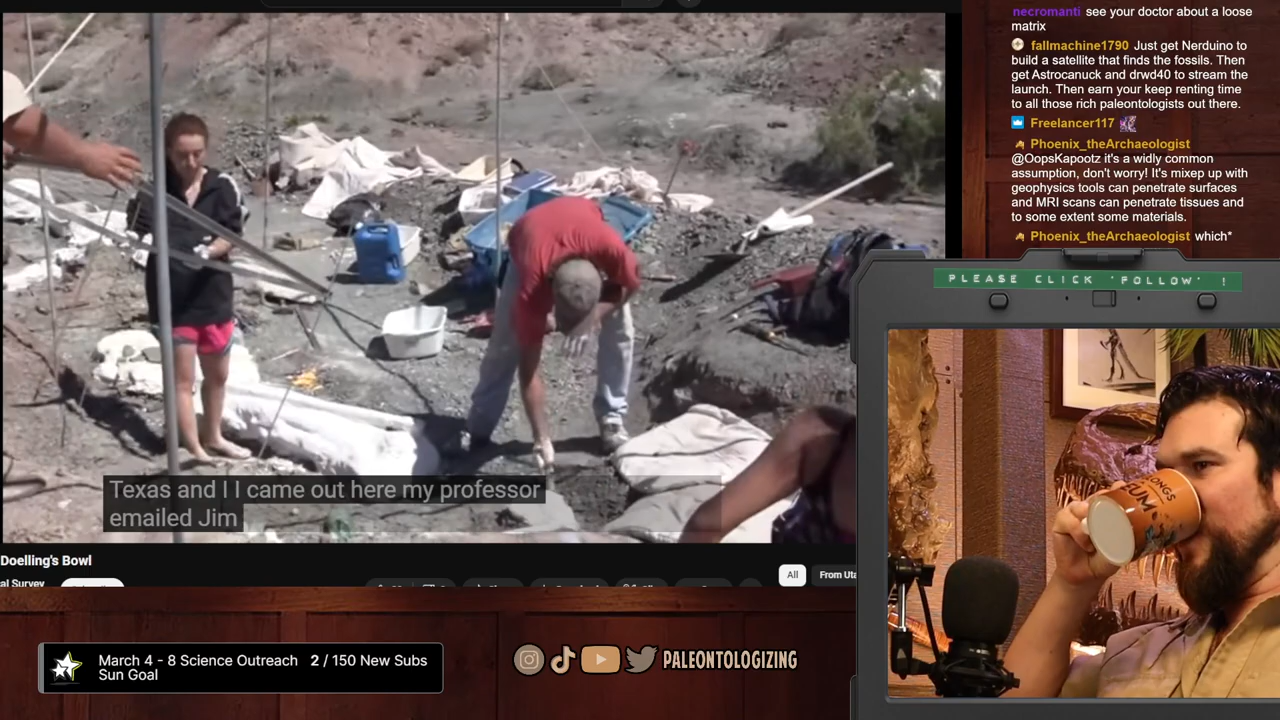 necromanti see your doctor about a loose
matrix
fallmachine1790 Just get Nerduino to
build a satellite that finds the fossils. Then
get Astrocanuck and drwd40 to stream the
launch. Then earn your keep renting time
to all those rich paleontologists out there.
Freelancer117
Phoenix_theArchaeologist
@OopsKapootz it's a widly common
assumption, don't worry! It's mixep up with
geophysics tools can penetrate surfaces
and MRI scans can penetrate tissues and
to some extent some materials.
Phoenix_theArchaeologist which*
PLEASE CLICK 'FOLLOW' !
Texas and I I came out here my professor
emailed Jim
Doelling's Bowl
al Survey
All
From Uta
March 4 - 8 Science Outreach 2 / 150 New Subs
Sun Goal
PALEONTOLOGIZING